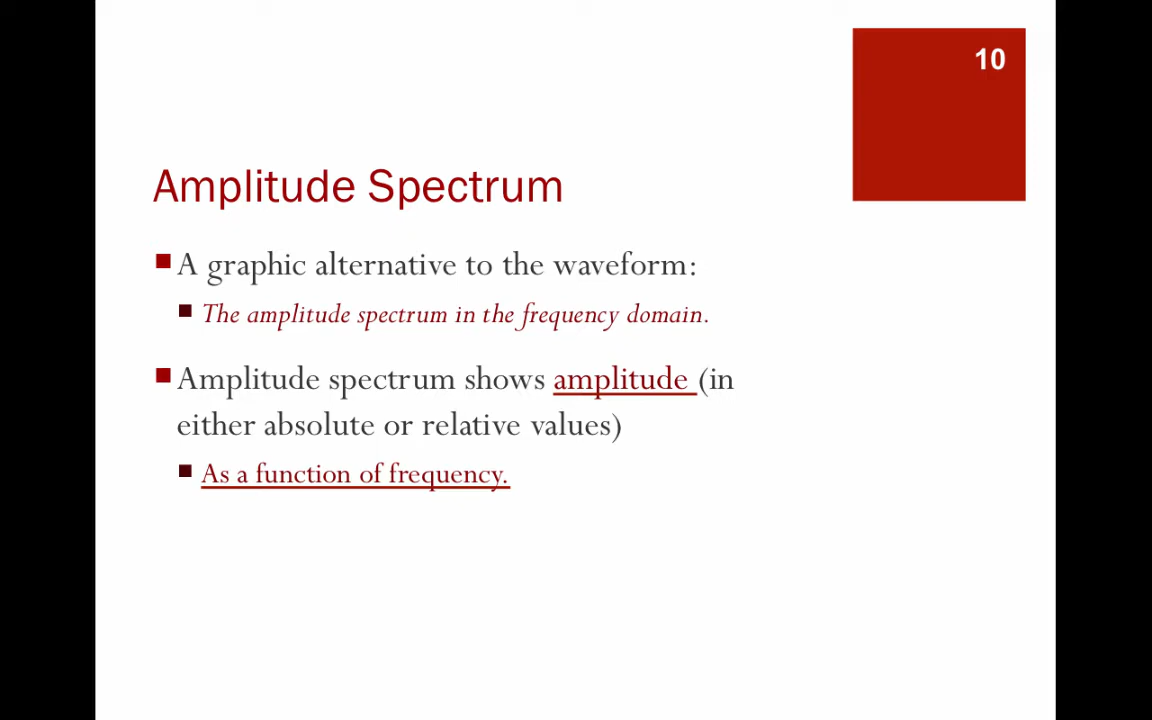 10
Amplitude Spectrum
A graphic alternative to the waveform:
The amplitude spectrum in the frequency domain.
Amplitude spectrum shows amplitude (in
either absolute or relative values)
As a function of frequency.